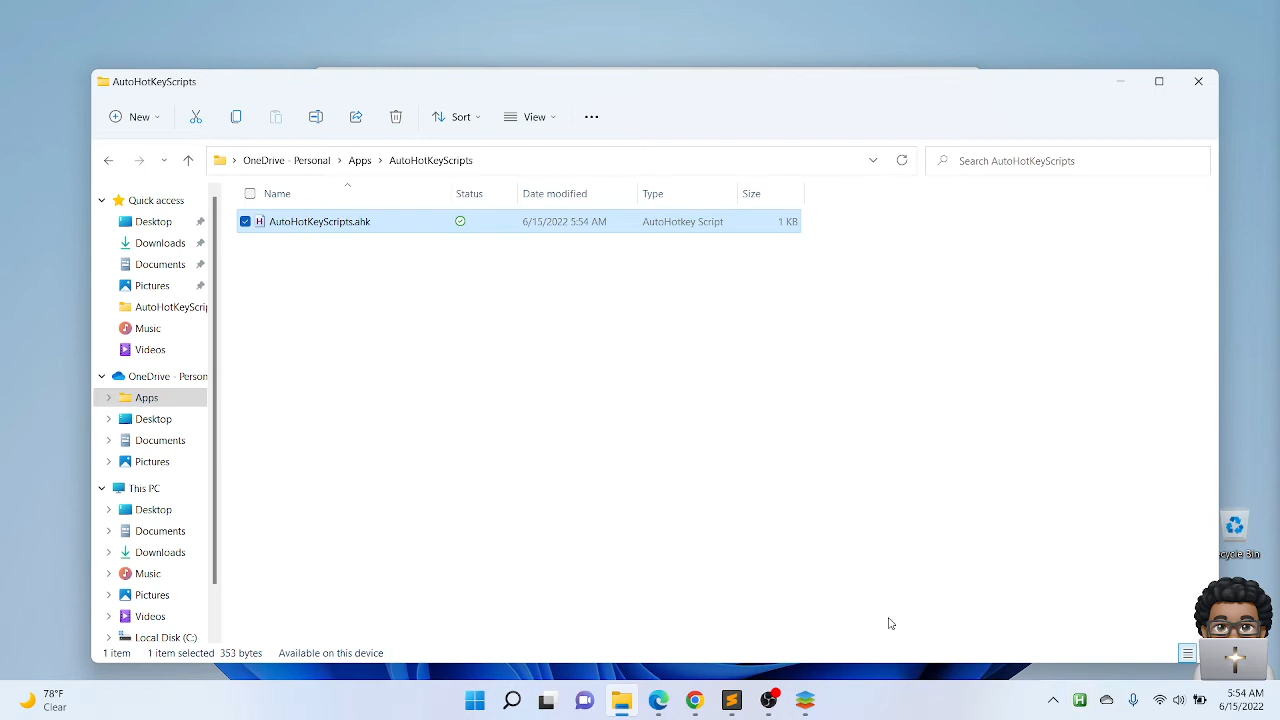 AutoHotKeyScripts
New
Sort
View
OneDrive - Personal > Apps > AutoHotKeyScripts
Search AutoHotKeyScripts
Name Status Date modified Type Size
AutoHotKeyScripts.ahk 6/15/2022 5:54 AM AutoHotkey Script 1 KB
Quick access
Desktop
Downloads
Documents
Pictures
AutoHotKeyScrip
Music
Videos
OneDrive - Person
Apps
Desktop
Documents
Pictures
This PC
Desktop
Documents
Downloads
Music
Pictures
Videos
Local Disk (C:)
1 item 1 item selected 353 bytes Available on this device
ecycle Bin
78°F
Clear
5:54 AM
6/15/2022